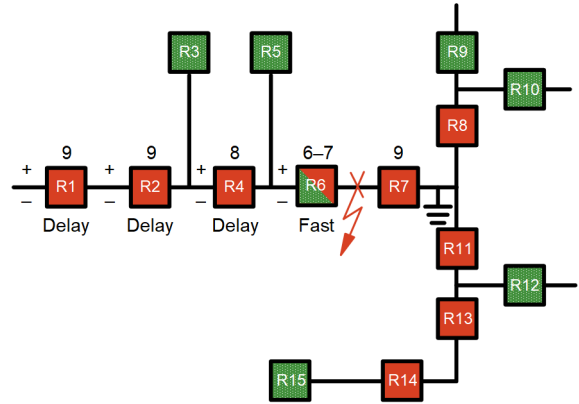 R9
R3
R5
R10
R8
9
9
8
6–7
9
+
+
+
+
R1
R2
R4
R6
R7
–
–
–
–
Delay
Delay
Delay
Fast
R11
R12
R13
R15
R14